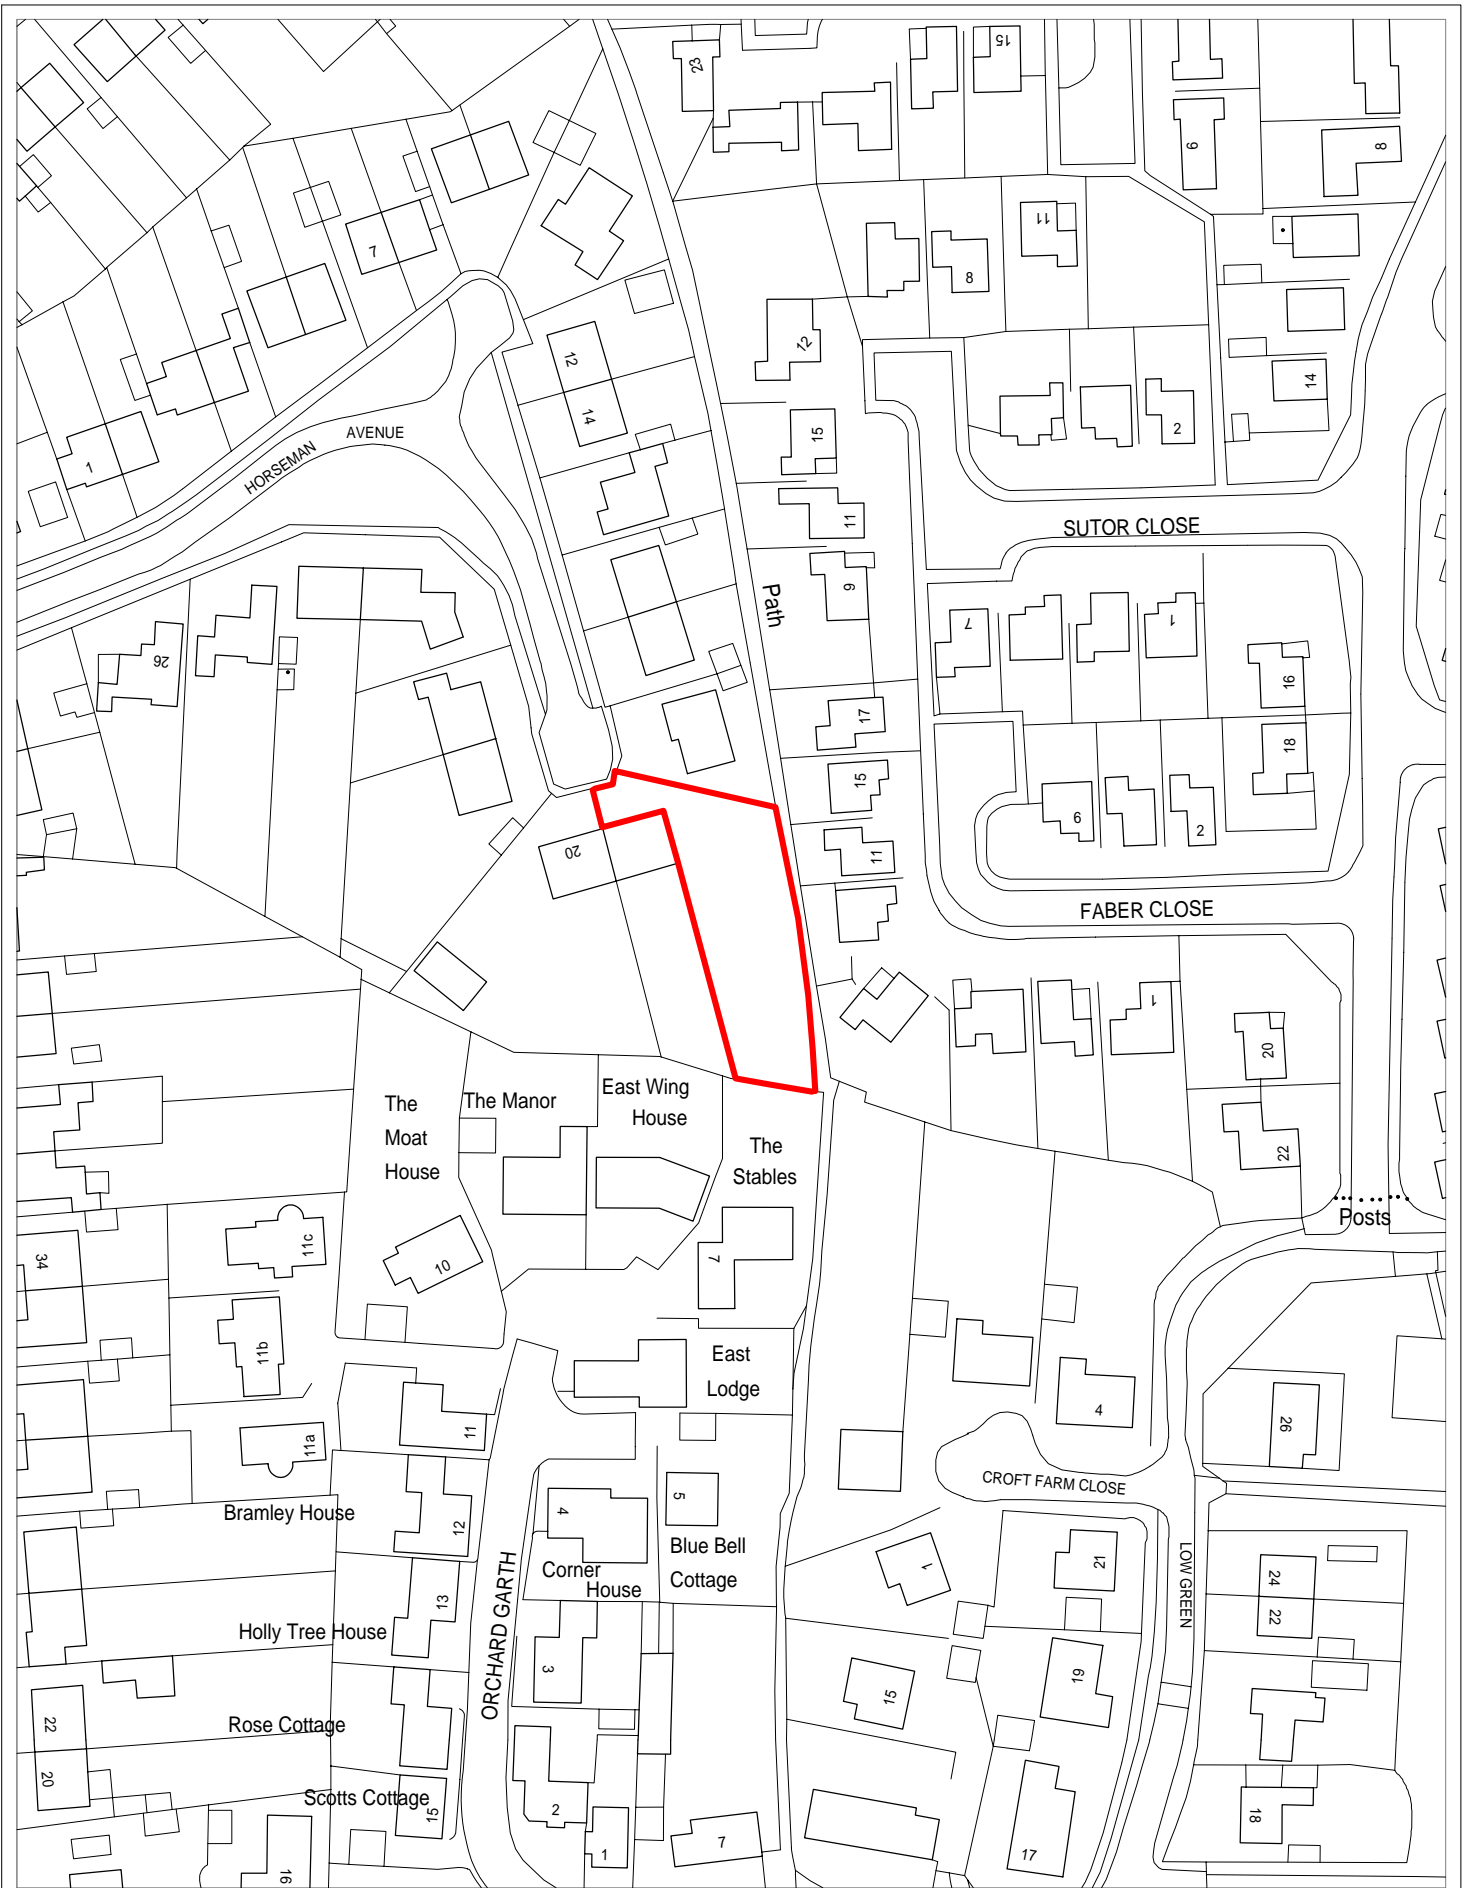 23
15
6
8
7
11
8
12
12
14
15
14
2
1
HORSEMAN
AVENUE
11
SUTOR CLOSE
9
Path
7
1
26
16
17
18
15
6
2
20
11
FABER CLOSE
1
20
The
Moat
House
The Manor
East Wing
House
The
Stables
22
Posts
34
11c
10
7
11b
East
Lodge
4
11
11a
26
CROFT FARM CLOSE
Bramley House
12
4
5
Blue Bell
Cottage
Corner
House
1
21
LOW GREEN
24
22
13
Holly Tree House
ORCHARD GARTH
3
15
19
22
Rose Cottage
20
Scotts Cottage
15
2
1
7
17
18
16